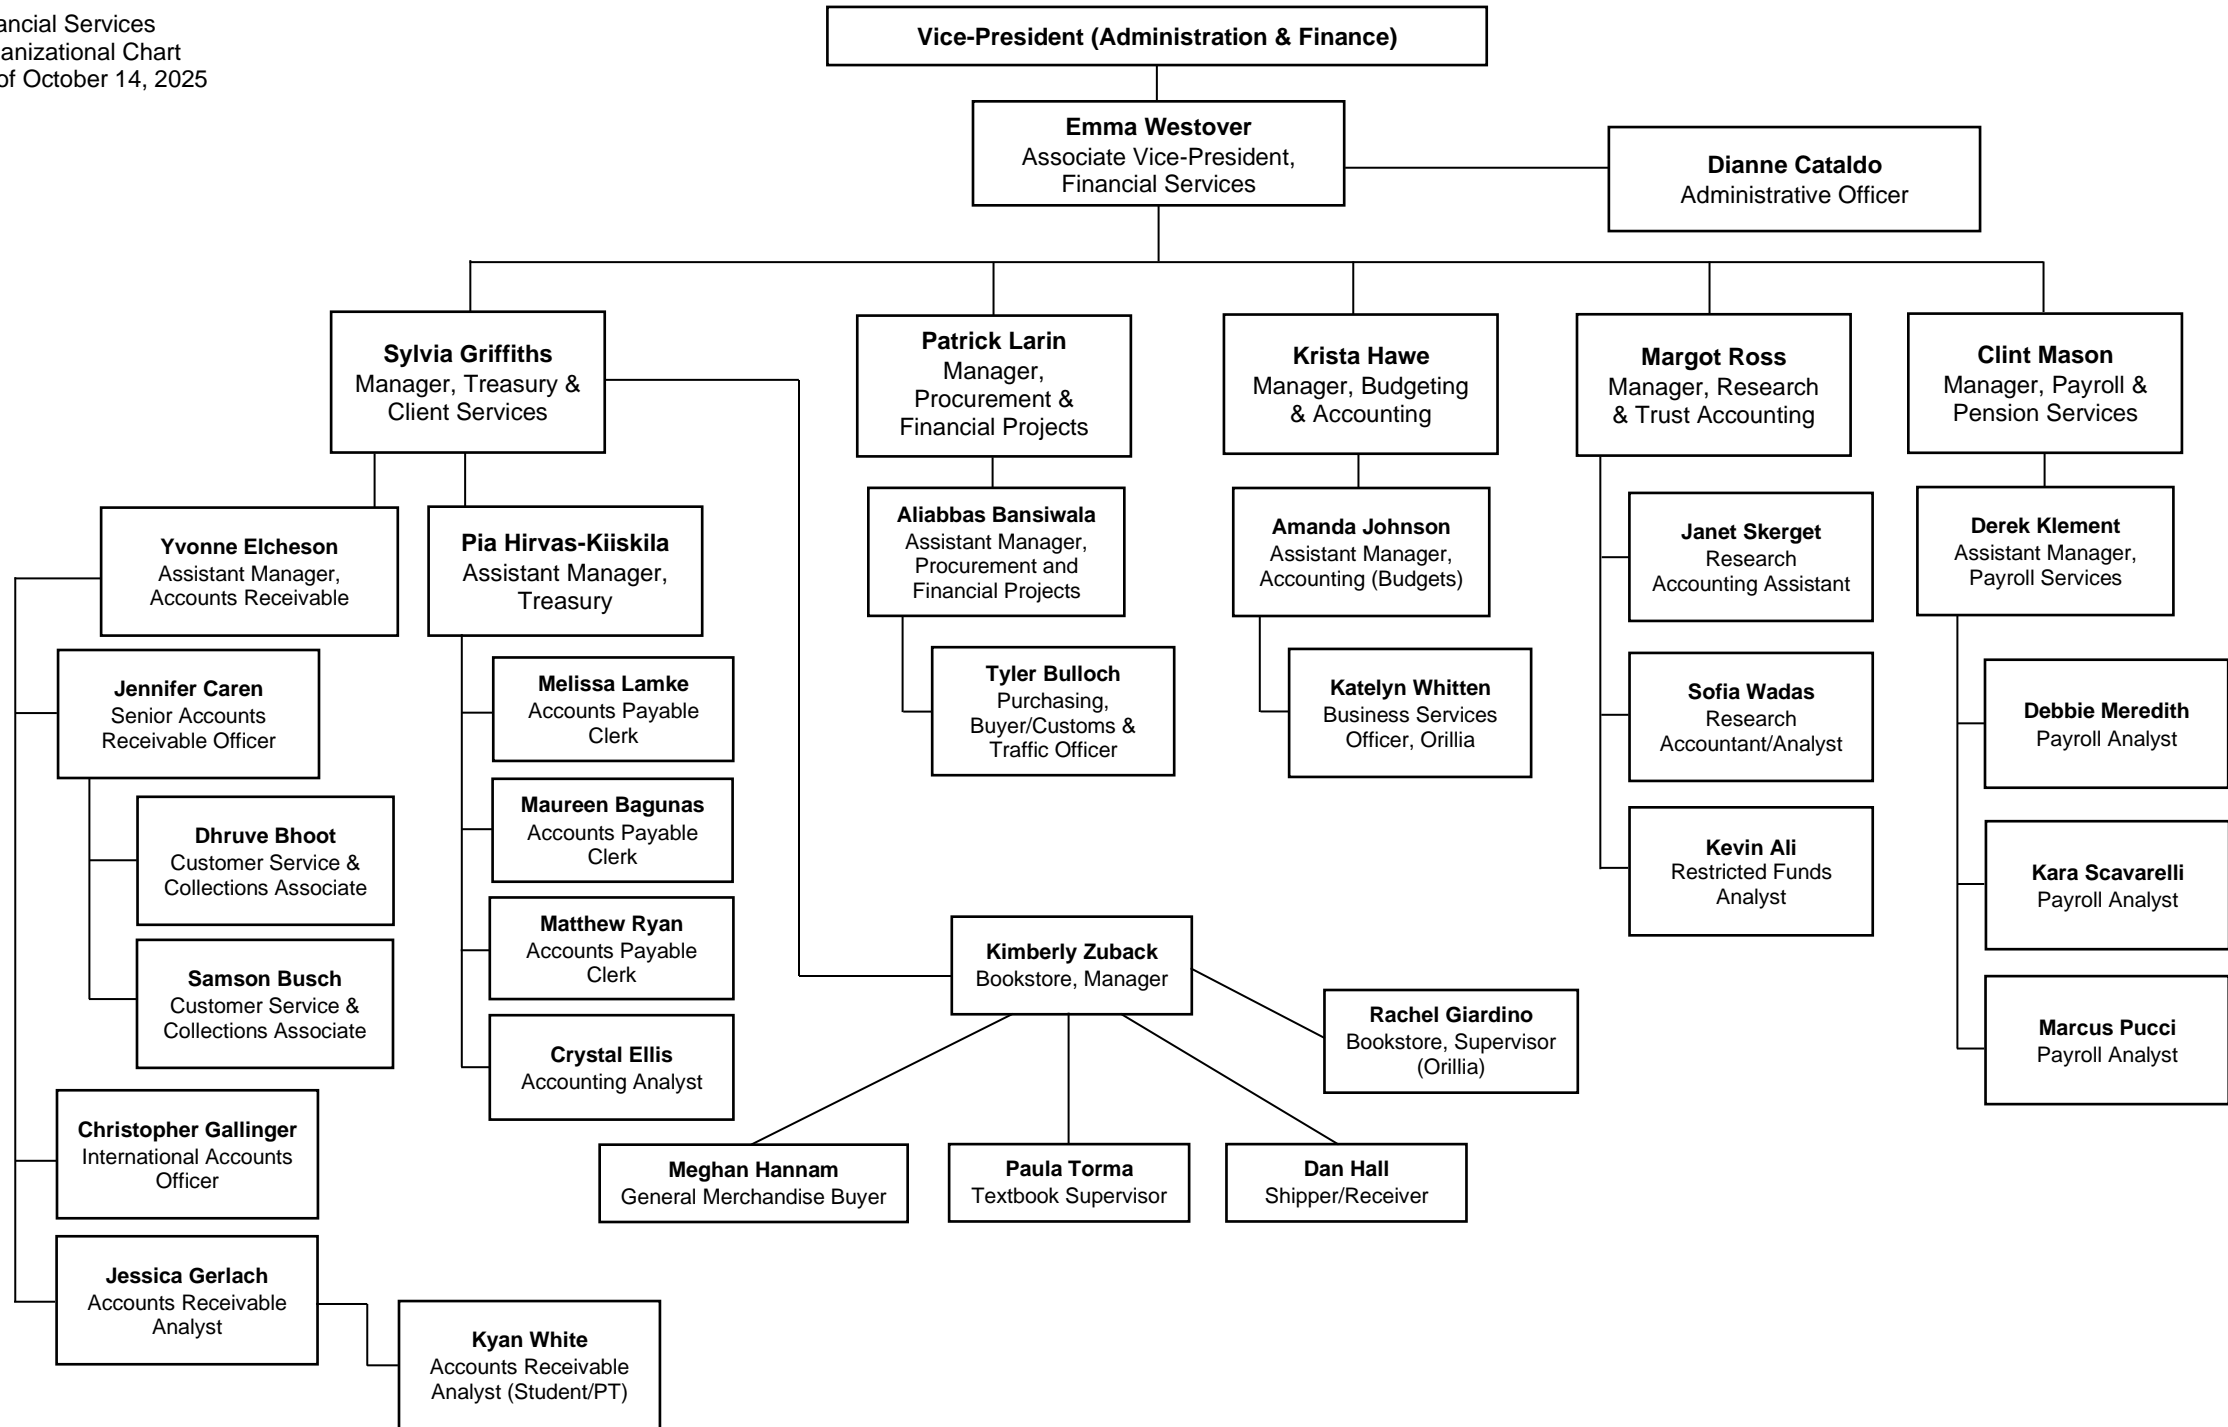 ancial Services
anizational Chart
of October 14, 2025
Vice-President (Administration & Finance)
Emma Westover
Associate Vice-President,
Financial Services
Dianne Cataldo
Administrative Officer
Sylvia Griffiths
Manager, Treasury &
Client Services
Patrick Larin
Manager,
Procurement &
Financial Projects
Krista Hawe
Manager, Budgeting
& Accounting
Margot Ross
Manager, Research
& Trust Accounting
Clint Mason
Manager, Payroll &
Pension Services
Yvonne Elcheson
Assistant Manager,
Accounts Receivable
Pia Hirvas-Kiiskila
Assistant Manager,
Treasury
Aliabbas Bansiwala
Assistant Manager,
Procurement and
Financial Projects
Amanda Johnson
Assistant Manager,
Accounting (Budgets)
Janet Skerget
Research
Accounting Assistant
Derek Klement
Assistant Manager,
Payroll Services
Jennifer Caren
Senior Accounts
Receivable Officer
Melissa Lamke
Accounts Payable
Clerk
Tyler Bulloch
Purchasing,
Buyer/Customs &
Traffic Officer
Katelyn Whitten
Business Services
Officer, Orillia
Sofia Wadas
Research
Accountant/Analyst
Debbie Meredith
Payroll Analyst
Dhruve Bhoot
Customer Service &
Collections Associate
Maureen Bagunas
Accounts Payable
Clerk
Kevin Ali
Restricted Funds
Analyst
Kara Scavarelli
Payroll Analyst
Samson Busch
Customer Service &
Collections Associate
Matthew Ryan
Accounts Payable
Clerk
Kimberly Zuback
Bookstore, Manager
Rachel Giardino
Bookstore, Supervisor
(Orillia)
Marcus Pucci
Payroll Analyst
Crystal Ellis
Accounting Analyst
Christopher Gallinger
International Accounts
Officer
Meghan Hannam
General Merchandise Buyer
Paula Torma
Textbook Supervisor
Dan Hall
Shipper/Receiver
Jessica Gerlach
Accounts Receivable
Analyst
Kyan White
Accounts Receivable
Analyst (Student/PT)